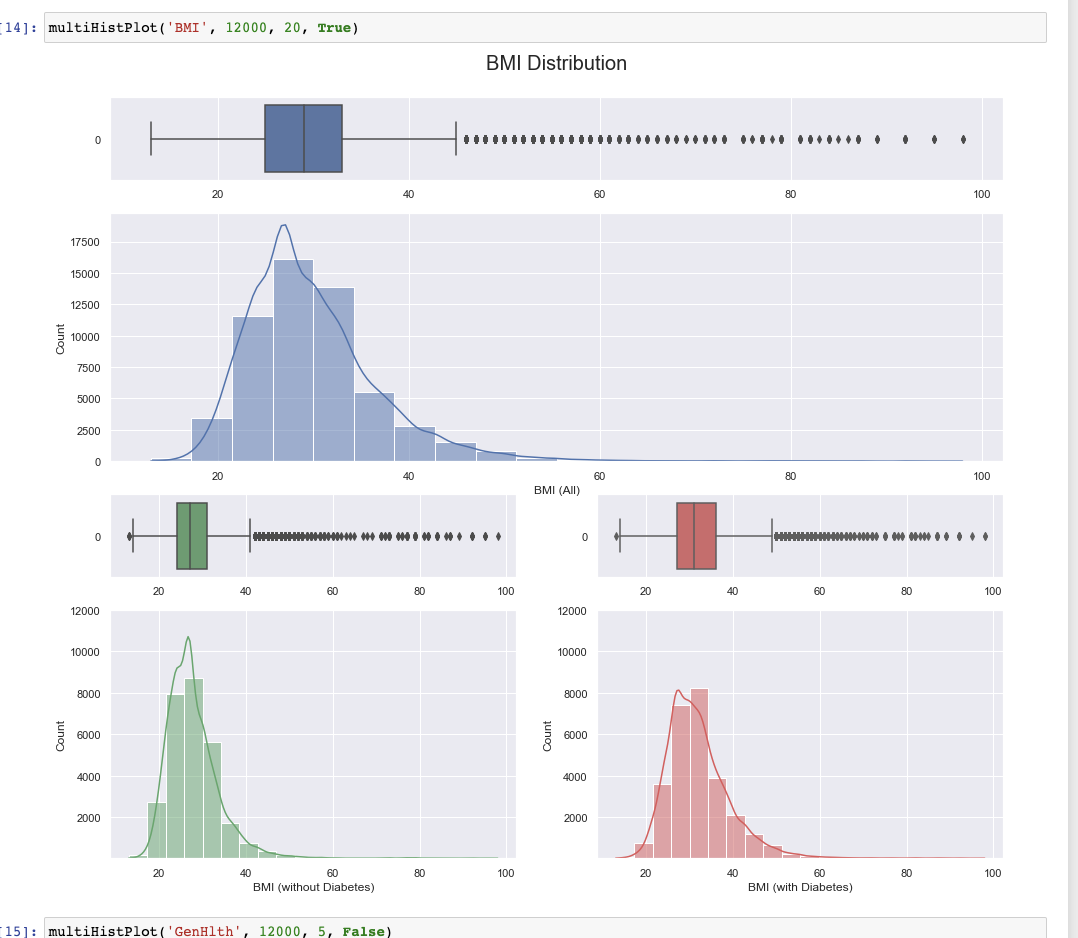 [14]: multiHistPlot('BMI', 12000, 20, True)
BMI Distribution
0
20 40 60 80 100
17500
15000
12500
10000
7500
5000
2500
0
Count
20 40 60 80 100
BMI (All)
0
20 40 60 80 100
0
20 40 60 80 100
12000
10000
8000
6000
4000
2000
Count
20 40 60 80 100
BMI (without Diabetes)
12000
10000
8000
6000
4000
2000
Count
20 40 60 80 100
BMI (with Diabetes)
[15]: multiHistPlot('GenHlth', 12000, 5, False)